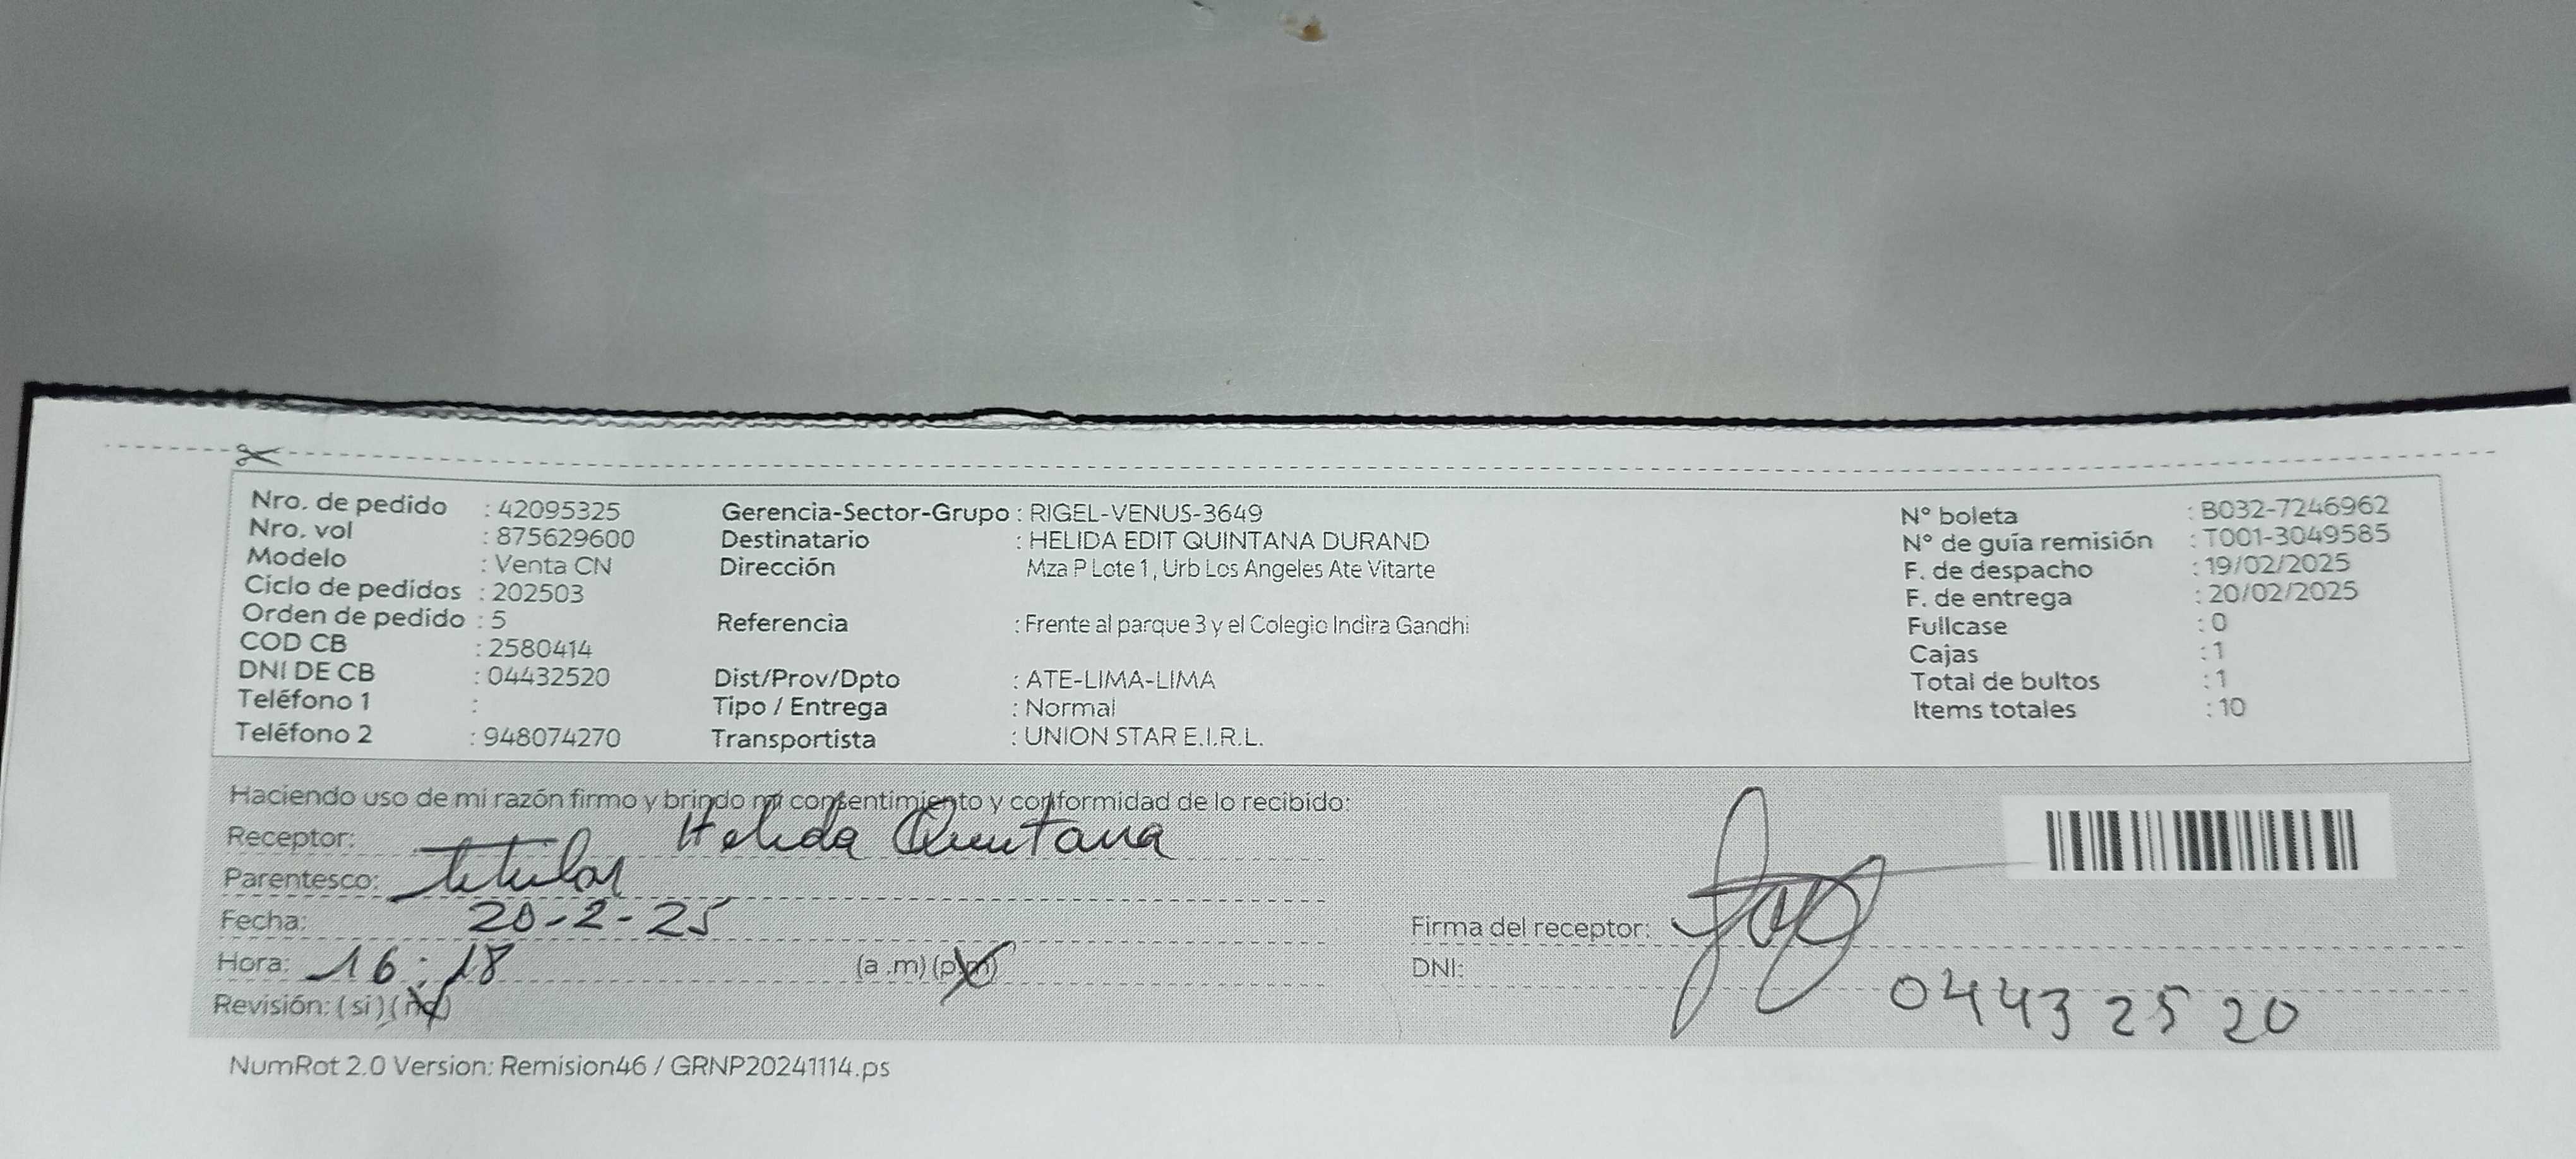 Nro. de pedido : 42095325
Nro. vol : 875629600
Modelo : Venta CN
Ciclo de pedidos : 202503
Orden de pedido : 5
COD CB : 2580414
DNI DE CB : 04432520
Teléfono 1 :
Teléfono 2 : 948074270
Gerencia-Sector-Grupo : RIGEL-VENUS-3649
Destinatario : HELIDA EDIT QUINTANA DURAND
Dirección Mza P Lote 1, Urb Los Angeles Ate Vitarte
Referencia : Frente al parque 3 y el Colegio Indira Gandhi
Dist/Prov/Dpto : ATE-LIMA-LIMA
Tipo / Entrega : Normal
Transportista : UNION STAR E.I.R.L.
N° boleta : B032-7246962
N° de guía remisión : T001-3049585
F. de despacho : 19/02/2025
F. de entrega : 20/02/2025
Fullcase : 0
Cajas : 1
Total de bultos : 1
Items totales : 10
Haciendo uso de mi razón firmo y brindo mi consentimiento y conformidad de lo recibido:
Receptor: Helida Quintana
Parentesco: titular
Fecha: 20-2-25
Hora: 16:18 (a .m) (p.m)
Revisión: ( si ) ( no )
Firma del receptor:
DNI: 04432520
NumRot 2.0 Version: Remision46 / GRNP20241114.ps